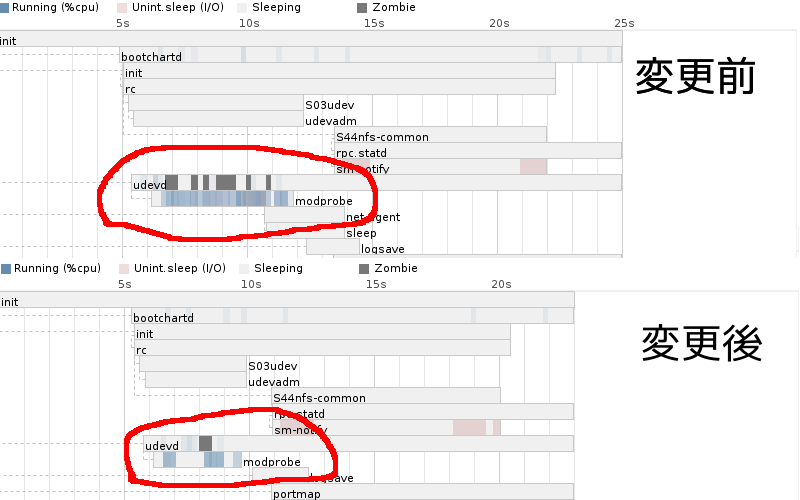 Running (%cpu) Unint.sleep (I/O) Sleeping Zombie
5s 10s 15s 20s 25s
init
bootchartd
変更前
init
rc
S03udev
udevadm
S44nfs-common
rpc.statd
sm-notify
udevd
modprobe
net.agent
sleep
logsave
Running (%cpu) Unint.sleep (I/O) Sleeping Zombie
5s 10s 15s 20s
init
bootchartd
init
変更後
rc
S03udev
udevadm
S44nfs-common
rpc.statd
sm-notify
udevd
modprobe
logsave
portmap